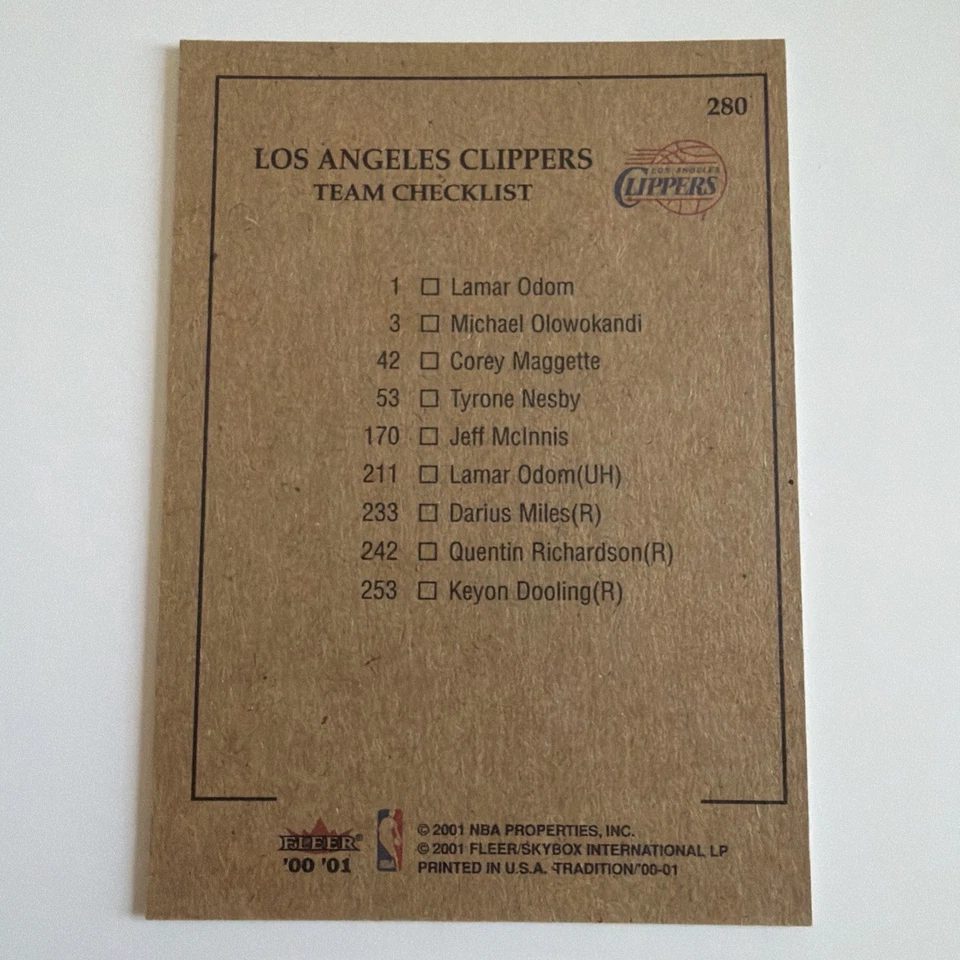 280
LOS ANGELES CLIPPERS
TEAM CHECKLIST
LOS ANGELES
CLIPPERS
1 □ Lamar Odom
3 □ Michael Olowokandi
42 □ Corey Maggette
53 □ Tyrone Nesby
170 □ Jeff McInnis
211 □ Lamar Odom(UH)
233 □ Darius Miles(R)
242 □ Quentin Richardson(R)
253 □ Keyon Dooling(R)
FLEER®
'00 '01
© 2001 NBA PROPERTIES, INC.
© 2001 FLEER/SKYBOX INTERNATIONAL LP
PRINTED IN U.S.A. -TRADITION/'00-01